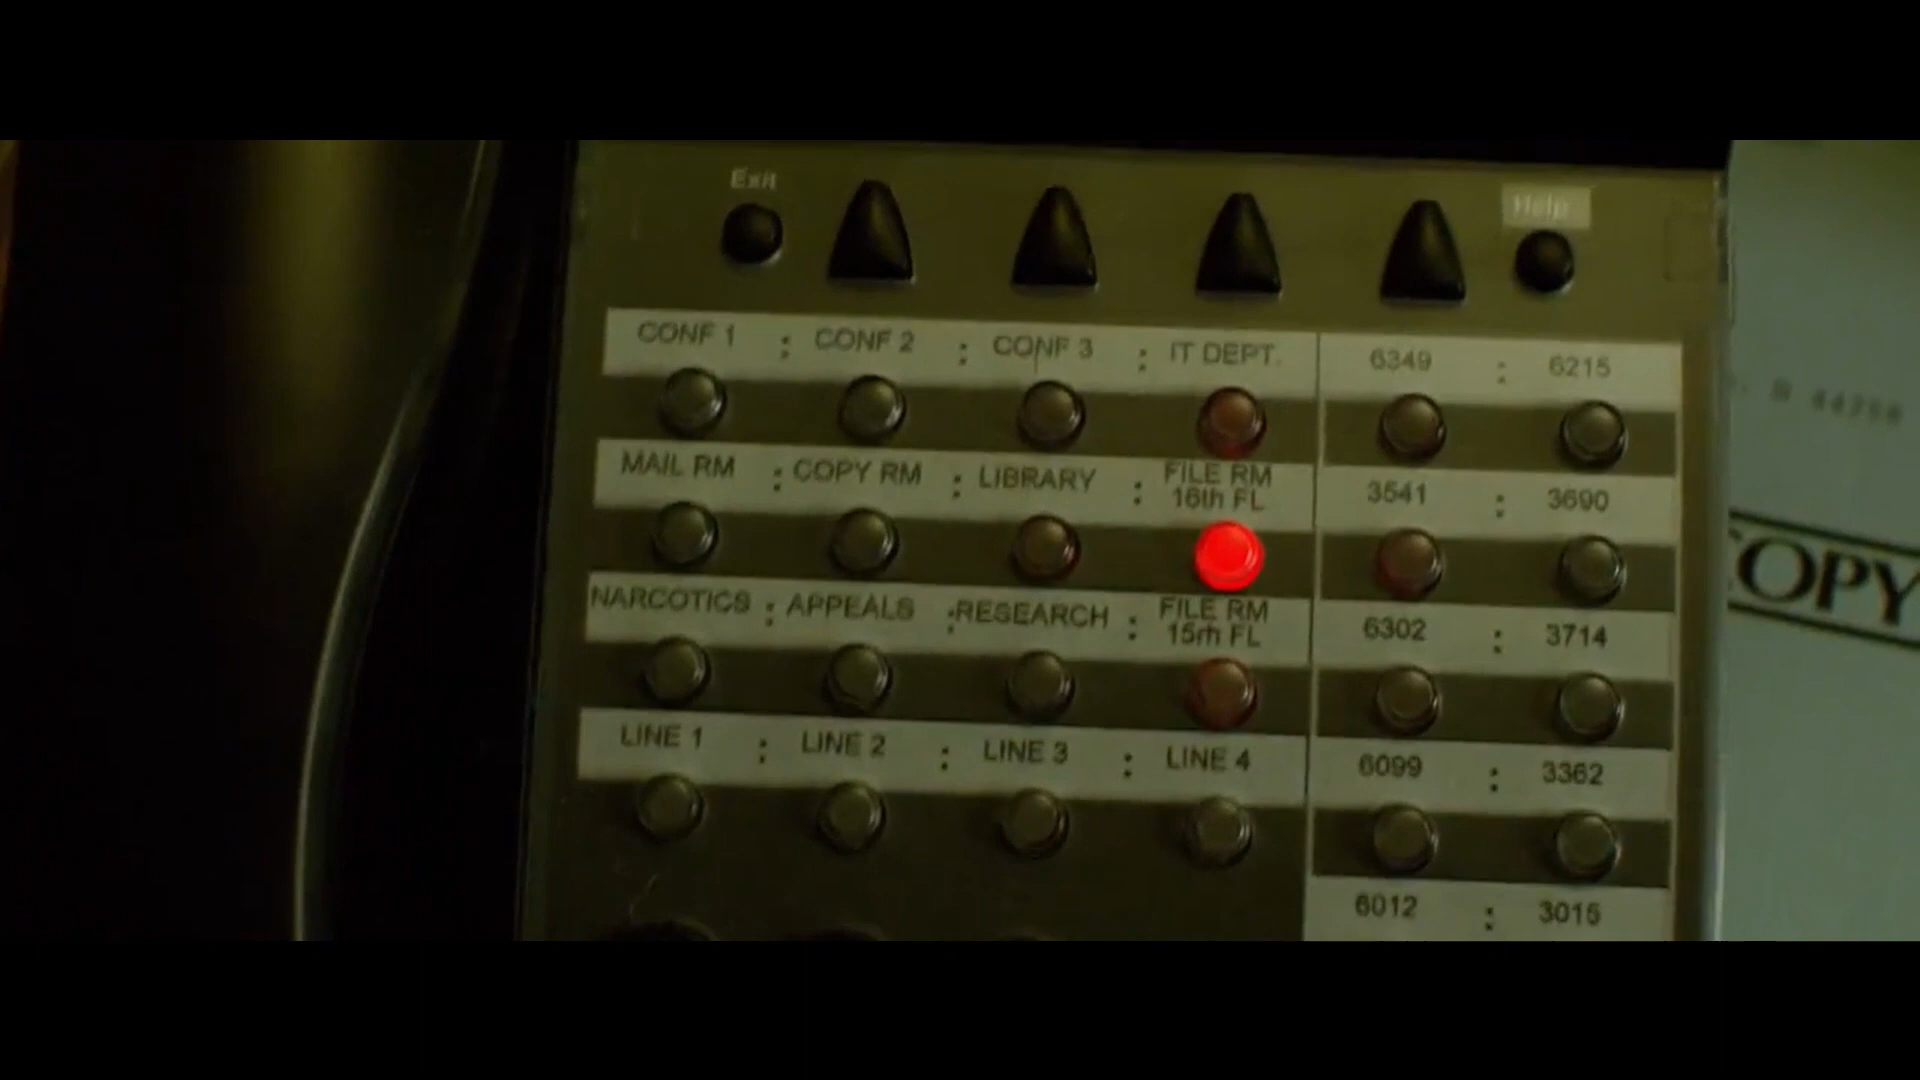 Exit Help
CONF 1 : CONF 2 : CONF 3 : IT DEPT. 6349 : 6215
MAIL RM : COPY RM : LIBRARY : FILE RM 16th FL 3541 : 3690
NARCOTICS : APPEALS : RESEARCH : FILE RM 15rh FL 6302 : 3714
LINE 1 : LINE 2 : LINE 3 : LINE 4 6099 : 3362
6012 : 3015
COPY